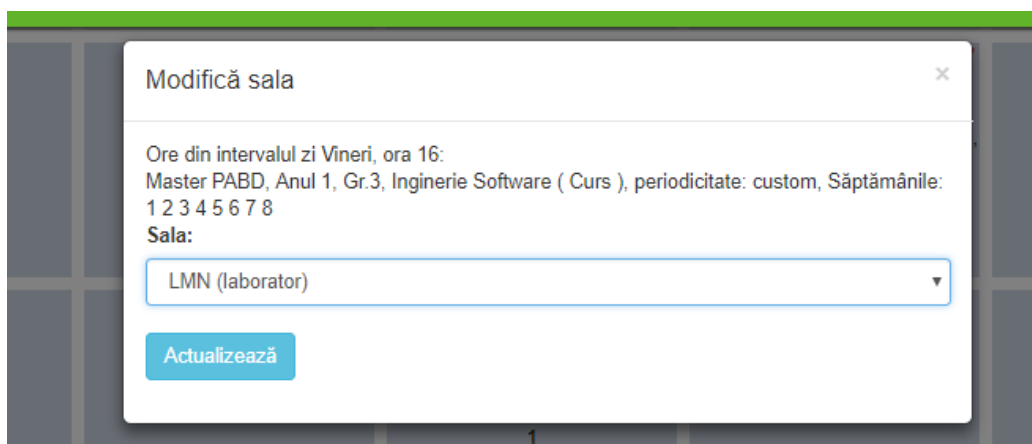 Modifică sala
×
Ore din intervalul zi Vineri, ora 16:
Master PABD, Anul 1, Gr.3, Inginerie Software ( Curs ), periodicitate: custom, Săptămânile:
1 2 3 4 5 6 7 8
Sala:
LMN (laborator)
Actualizează
1